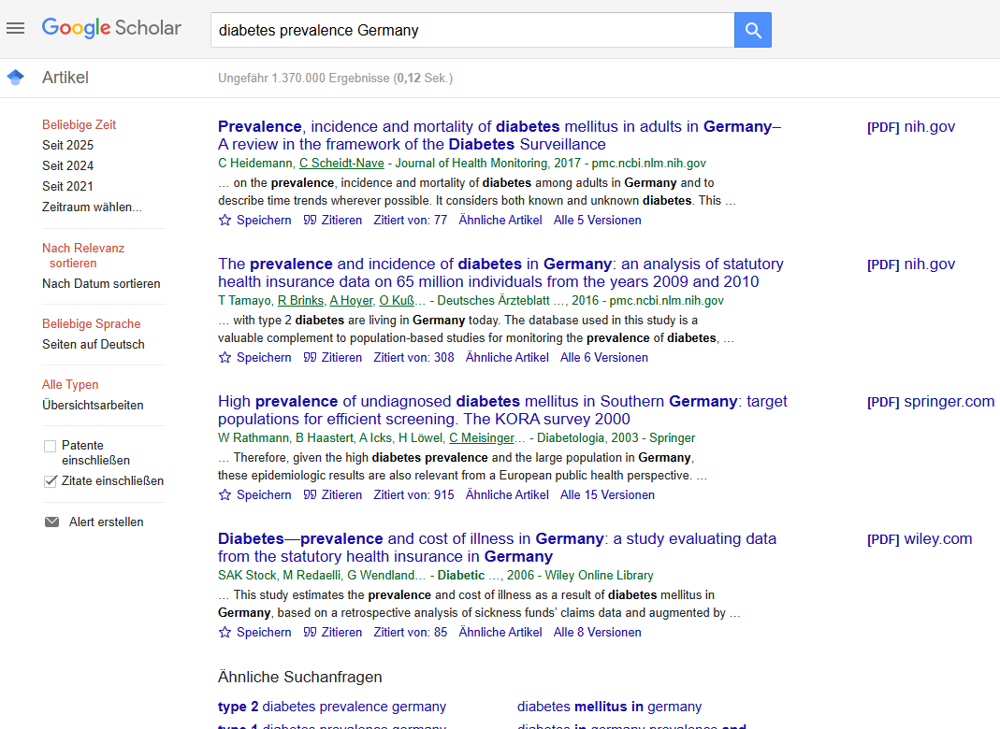 Google Scholar
diabetes prevalence Germany
Artikel
Ungefähr 1.370.000 Ergebnisse (0,12 Sek.)
Beliebige Zeit
Seit 2025
Seit 2024
Seit 2021
Zeitraum wählen...
Nach Relevanz
sortieren
Nach Datum sortieren
Beliebige Sprache
Seiten auf Deutsch
Alle Typen
Übersichtsarbeiten
Patente
einschließen
Zitate einschließen
Alert erstellen
Prevalence, incidence and mortality of diabetes mellitus in adults in Germany–
A review in the framework of the Diabetes Surveillance
C Heidemann, C Scheidt-Nave - Journal of Health Monitoring, 2017 - pmc.ncbi.nlm.nih.gov
… on the prevalence, incidence and mortality of diabetes among adults in Germany and to
describe time trends wherever possible. It considers both known and unknown diabetes. This …
Speichern Zitieren Zitiert von: 77 Ähnliche Artikel Alle 5 Versionen
[PDF] nih.gov
The prevalence and incidence of diabetes in Germany: an analysis of statutory
health insurance data on 65 million individuals from the years 2009 and 2010
T Tamayo, R Brinks, A Hoyer, O Kuß… - Deutsches Ärzteblatt …, 2016 - pmc.ncbi.nlm.nih.gov
… with type 2 diabetes are living in Germany today. The database used in this study is a
valuable complement to population-based studies for monitoring the prevalence of diabetes, …
Speichern Zitieren Zitiert von: 308 Ähnliche Artikel Alle 6 Versionen
[PDF] nih.gov
High prevalence of undiagnosed diabetes mellitus in Southern Germany: target
populations for efficient screening. The KORA survey 2000
W Rathmann, B Haastert, A Icks, H Löwel, C Meisinger… - Diabetologia, 2003 - Springer
… Therefore, given the high diabetes prevalence and the large population in Germany,
these epidemiologic results are also relevant from a European public health perspective. …
Speichern Zitieren Zitiert von: 915 Ähnliche Artikel Alle 15 Versionen
[PDF] springer.com
Diabetes—prevalence and cost of illness in Germany: a study evaluating data
from the statutory health insurance in Germany
SAK Stock, M Redaelli, G Wendland… - Diabetic …, 2006 - Wiley Online Library
… This study estimates the prevalence and cost of illness as a result of diabetes mellitus in
Germany, based on a retrospective analysis of sickness funds' claims data and augmented by …
Speichern Zitieren Zitiert von: 85 Ähnliche Artikel Alle 8 Versionen
[PDF] wiley.com
Ähnliche Suchanfragen
type 2 diabetes prevalence germany
diabetes mellitus in germany
type 1 diabetes prevalence germany
diabetes in germany prevalence and